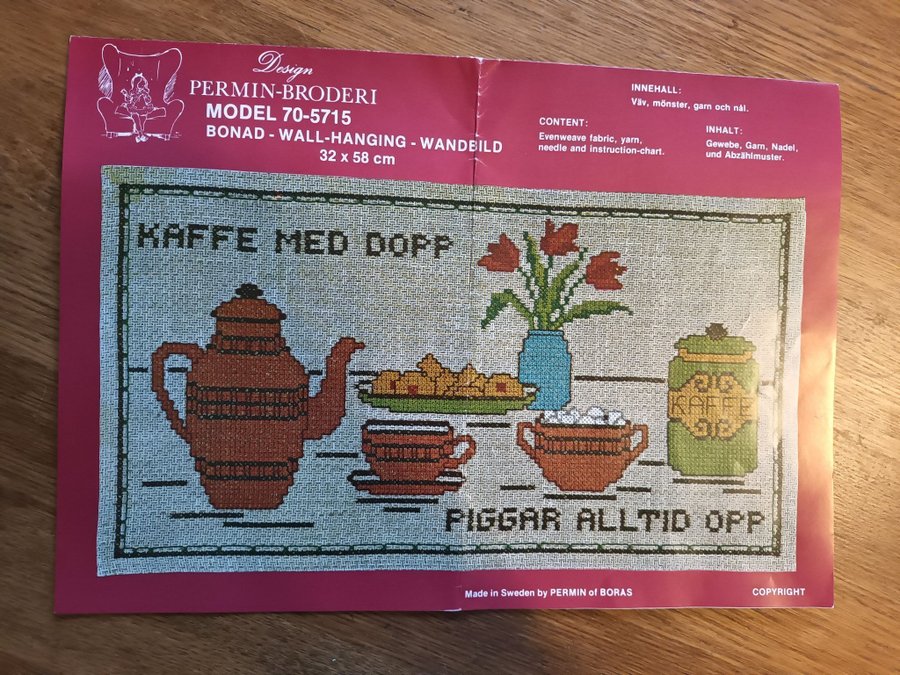 Design
PERMIN-BRODERI
MODEL 70-5715
BONAD - WALL-HANGING - WANDBILD
32 x 58 cm
INNEHALL:
Väv, mönster, garn och nål.
CONTENT:
Evenweave fabric, yarn,
needle and instruction-chart.
INHALT:
Gewebe, Garn, Nadel,
und Abzählmuster.
KAFFE MED DOPP
KAFFE
PIGGAR ALLTID OPP
Made in Sweden by PERMIN of BORAS
COPYRIGHT